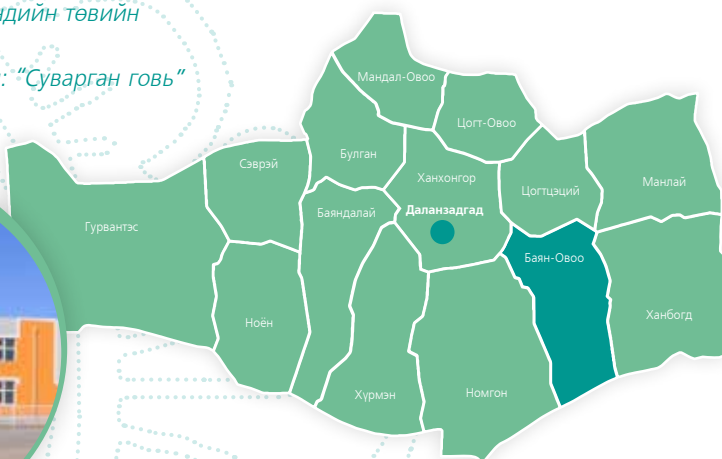 төвийн
: “Суварган говь”
Мандал-Овоо
Цогт-Овоо
Булган
Сэврэй
Ханхонгор
Цогтцэций
Манлай
Баяндалай
Даланзадгад
Гурвантэс
Баян-Овоо
Ноён
Ханбогд
Хүрмэн
Номгон